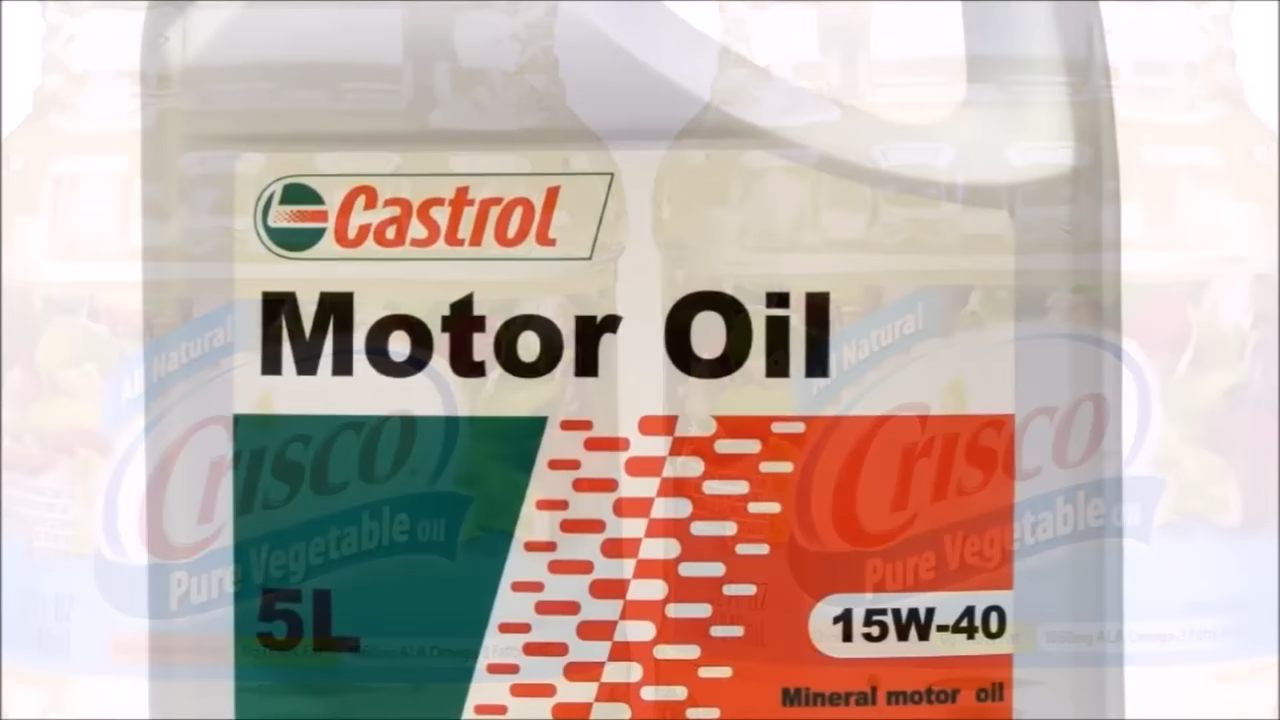 Castrol
Motor Oil
All Natural
All Natural
Crisco
Crisco
Pure Vegetable OIL
Pure Vegetable OIL
5L
15W-40
Mineral motor oil